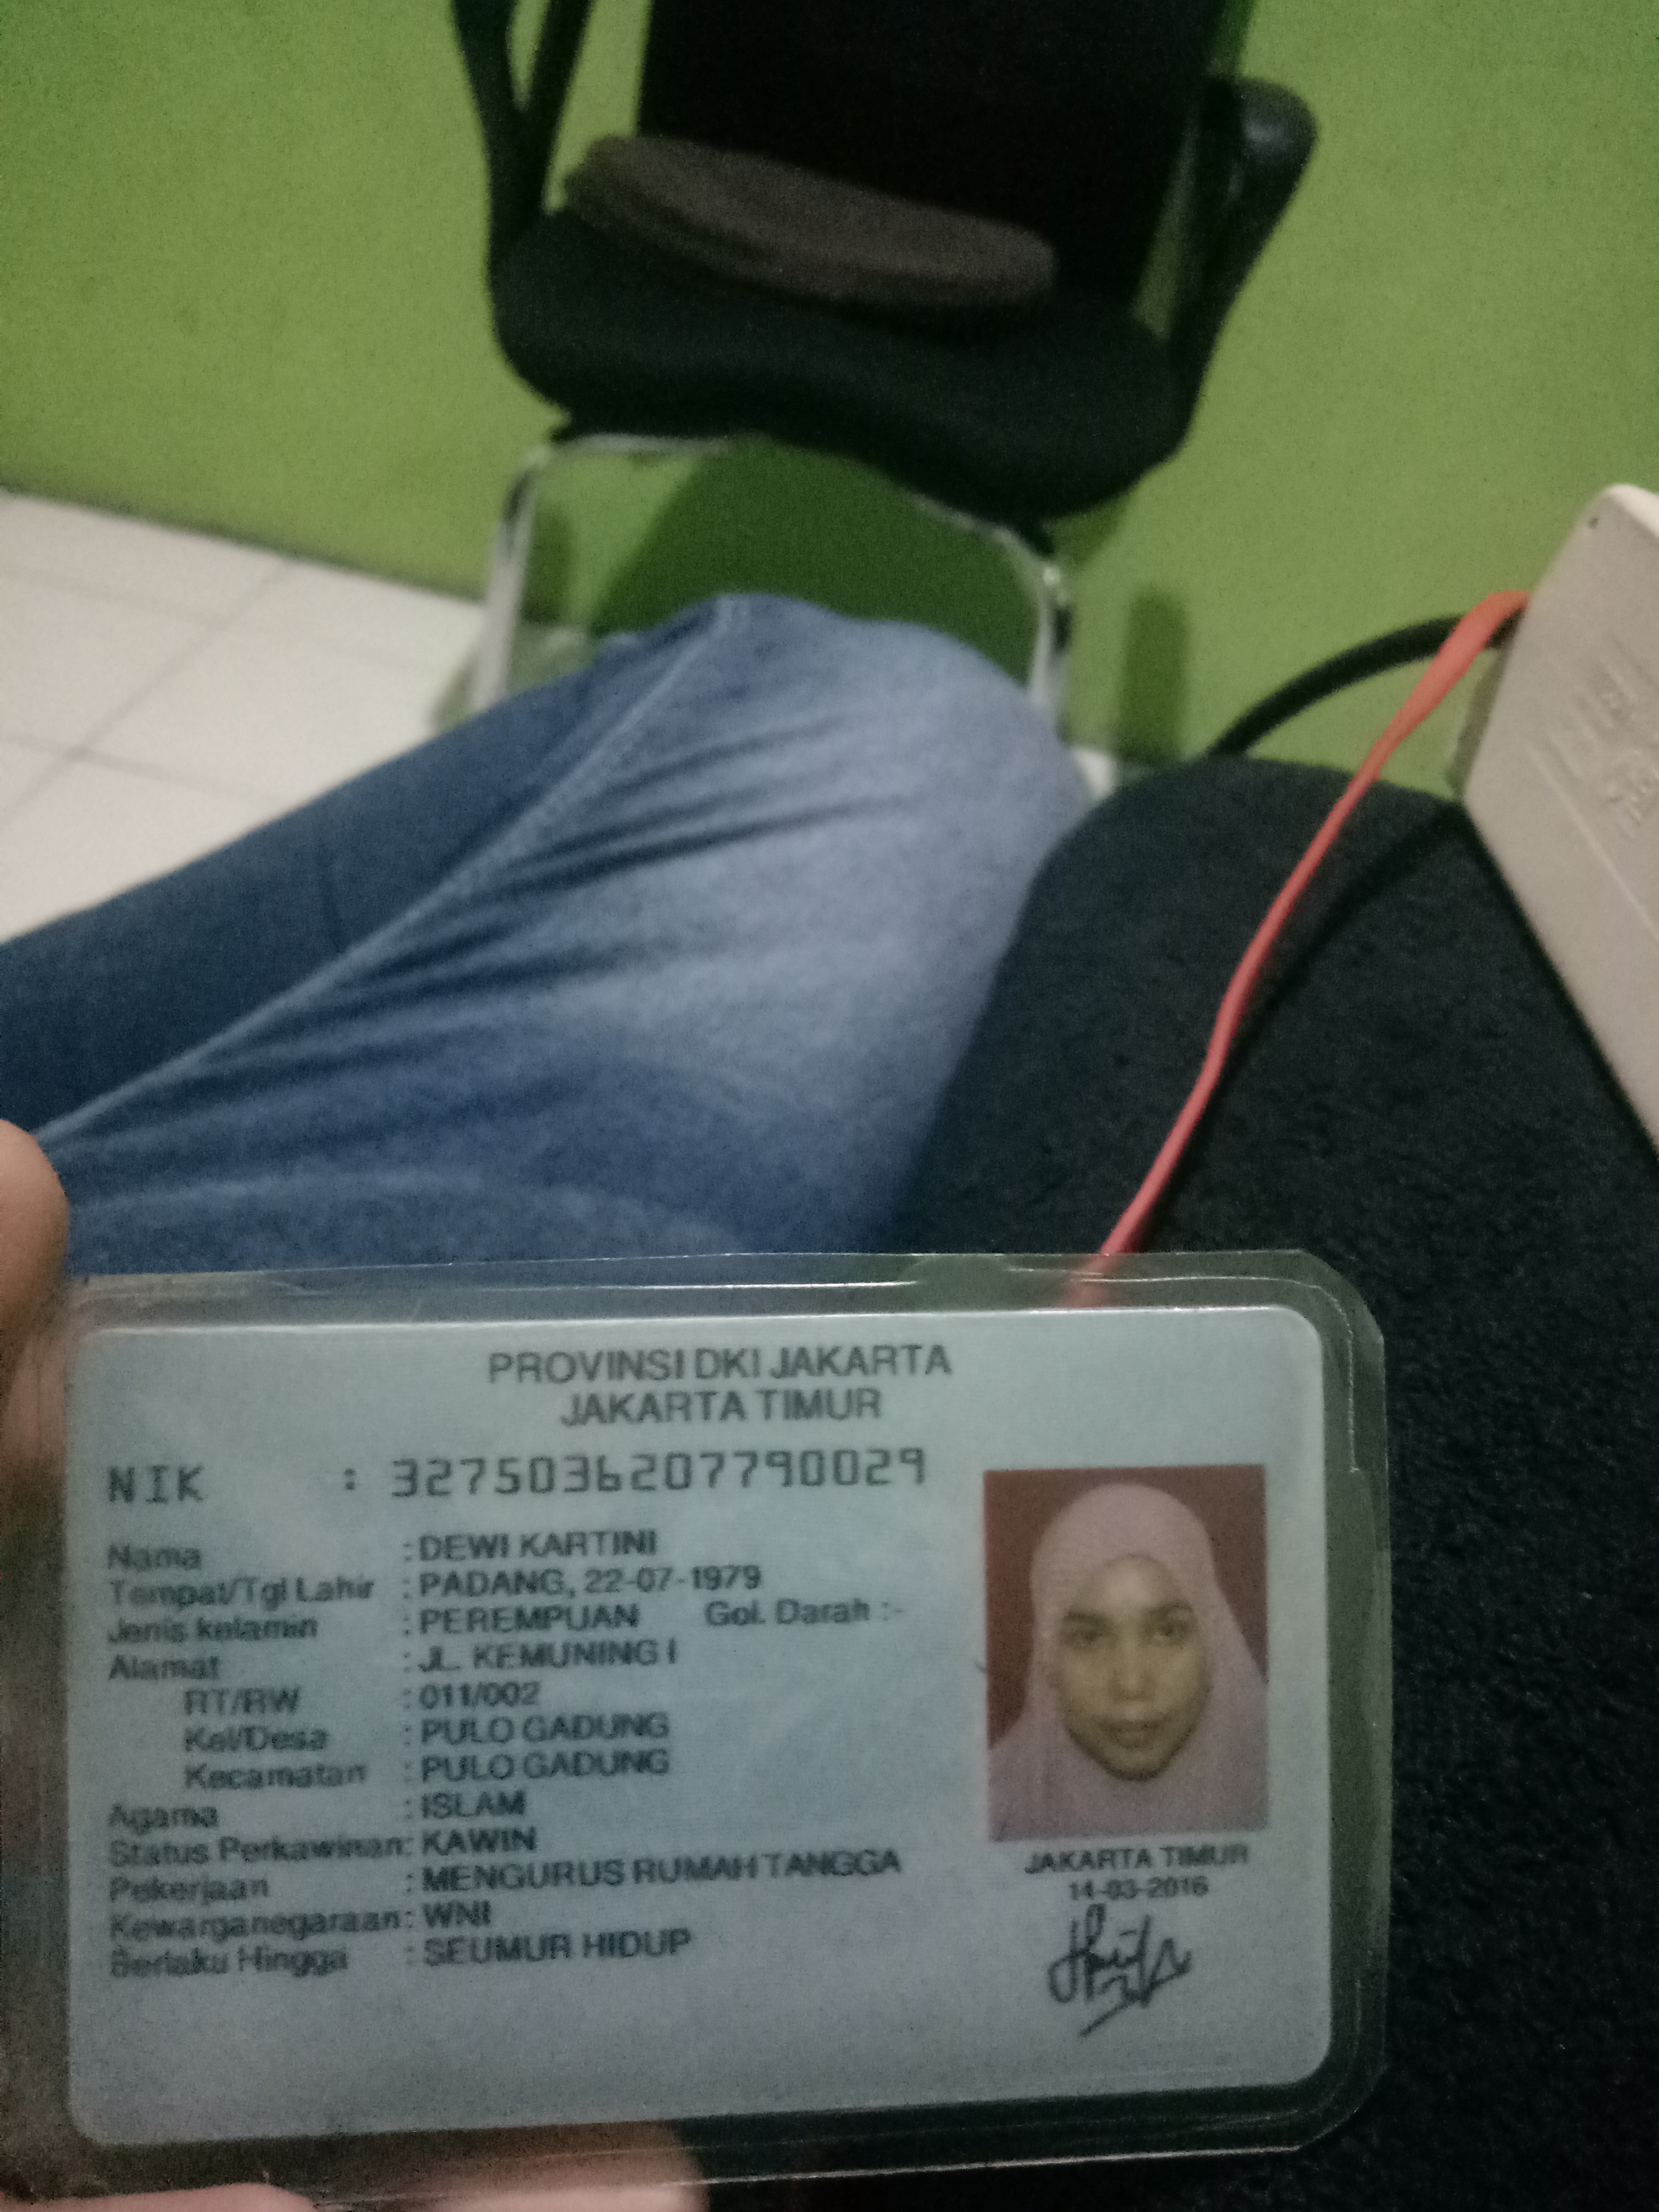 PROVINSI DKI JAKARTA
JAKARTA TIMUR
NIK : 3275036207790029
Nama : DEWI KARTINI
Tempat/Tgl Lahir : PADANG, 22-07-1979
Jenis kelamin : PEREMPUAN Gol. Darah :-
Alamat : JL. KEMUNING I
RT/RW : 011/002
Kel/Desa : PULO GADUNG
Kecamatan : PULO GADUNG
Agama : ISLAM
Status Perkawinan: KAWIN
Pekerjaan : MENGURUS RUMAH TANGGA
Kewarganegaraan: WNI
Berlaku Hingga : SEUMUR HIDUP
JAKARTA TIMUR
14-03-2016